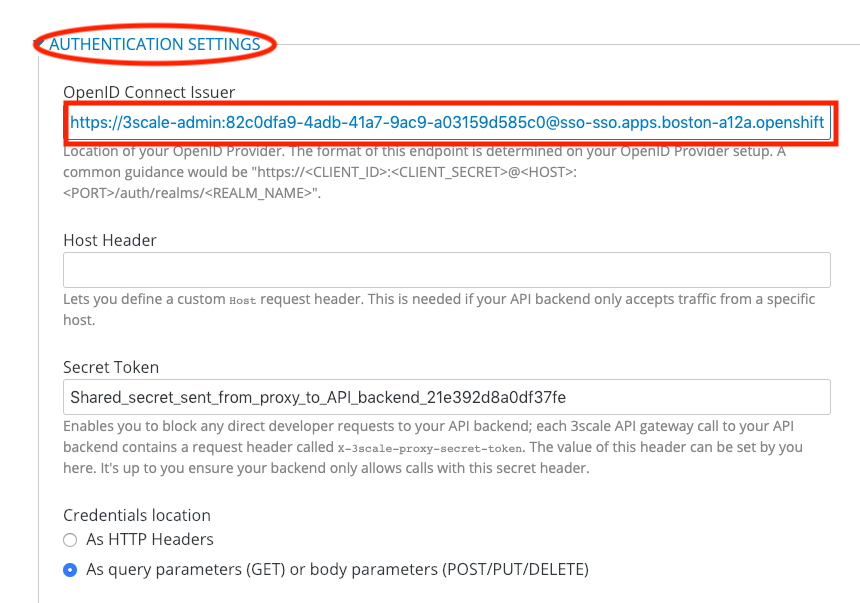 AUTHENTICATION SETTINGS
OpenID Connect Issuer
https://3scale-admin:82c0dfa9-4adb-41a7-9ac9-a03159d585c0@sso-sso.apps.boston-a12a.openshift
Location of your OpenID Provider. The format of this endpoint is determined on your OpenID Provider setup. A
common guidance would be "https://<CLIENT_ID>:<CLIENT_SECRET>@<HOST>:
<PORT>/auth/realms/<REALM_NAME>".
Host Header
Lets you define a custom Host request header. This is needed if your API backend only accepts traffic from a specific
host.
Secret Token
Shared_secret_sent_from_proxy_to_API_backend_21e392d8a0df37fe
Enables you to block any direct developer requests to your API backend; each 3scale API gateway call to your API
backend contains a request header called X-3scale-proxy-secret-token. The value of this header can be set by you
here. It's up to you ensure your backend only allows calls with this secret header.
Credentials location
As HTTP Headers
As query parameters (GET) or body parameters (POST/PUT/DELETE)